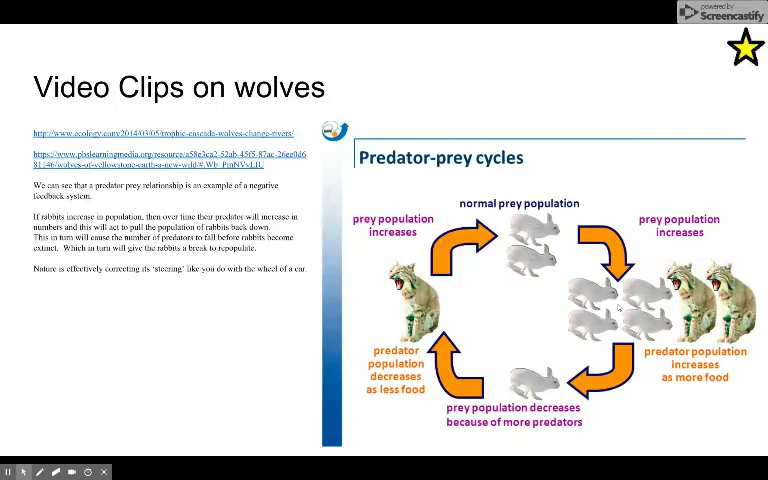 powered by
Screencastify
Video Clips on wolves
http://www.ecology.com/2014/03/05/trophic-cascade-wolves-change-rivers/
https://www.pbslearningmedia.org/resource/a58e3ca2-52ab-45f5-87ac-26ee0d6
81146/wolves-of-yellowstone-earth-a-new-wild/#.Wb_PmNVvLIU
We can see that a predator prey relationship is an example of a negative
feedback system.
If rabbits increase in population, then over time their predator will increase in
numbers and this will act to pull the population of rabbits back down.
This in turn will cause the number of predators to fall before rabbits become
extinct.  Which in turn will give the rabbits a break to repopulate.
Nature is effectively correcting its 'steering' like you do with the wheel of a car.
Predator-prey cycles
normal prey population
prey population
increases
prey population
increases
predator population
increases
as more food
prey population decreases
because of more predators
predator
population
decreases
as less food